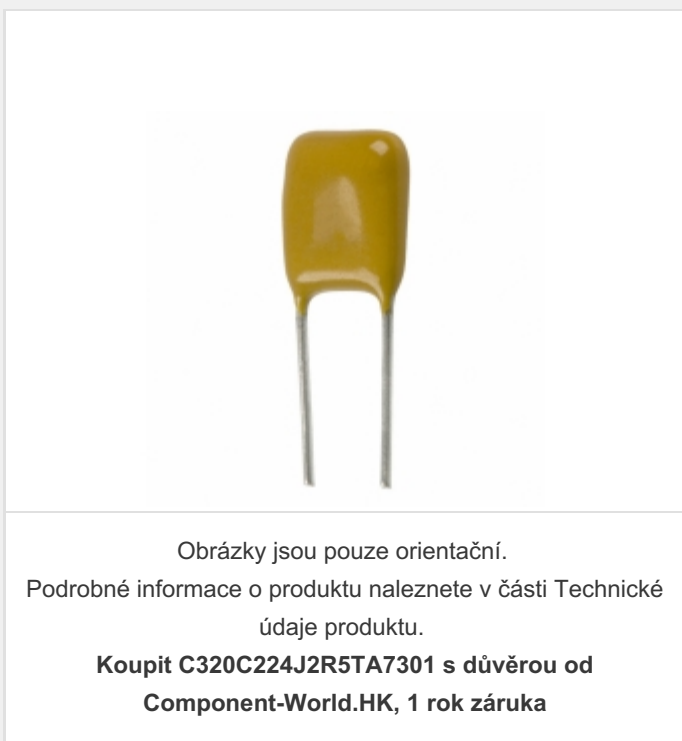 Obrázky jsou pouze orientační.
Podrobné informace o produktu naleznete v části Technické
údaje produktu.
Koupit C320C224J2R5TA7301 s důvěrou od
Component-World.HK, 1 rok záruka